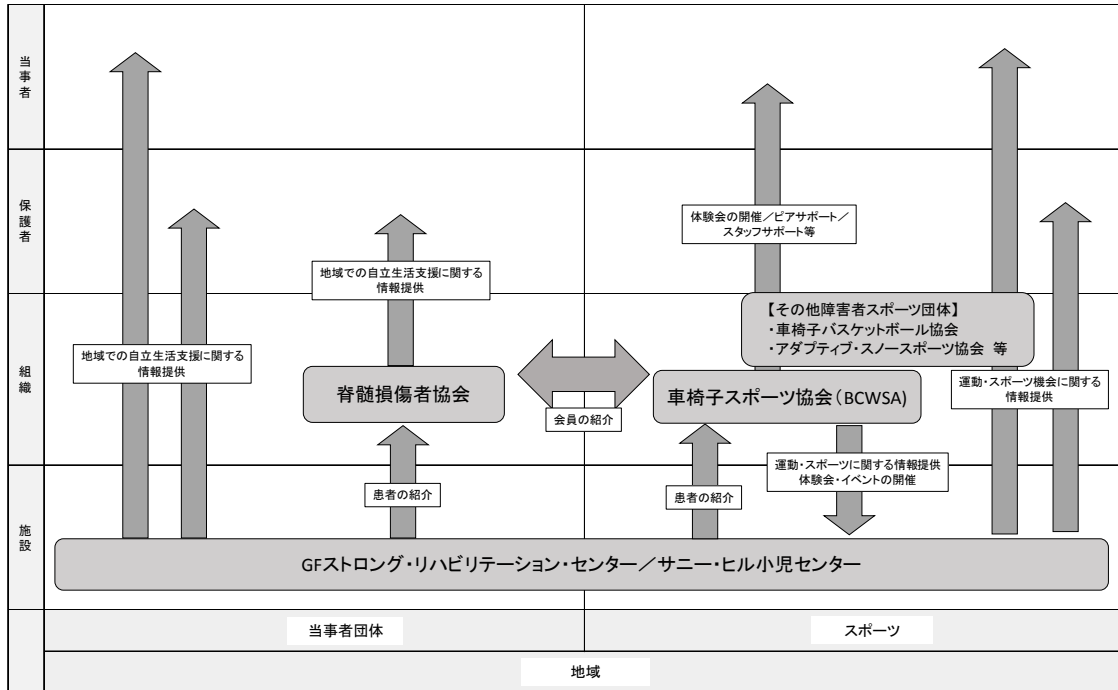 当事者
保護者
体験会の開催／ピアサポート／
スタッフサポート等
地域での自立生活支援に関する
情報提供
組織
【その他障害者スポーツ団体】
・車椅子バスケットボール協会
・アダプティブ・スノースポーツ協会 等
地域での自立生活支援に関する
情報提供
脊髄損傷者協会
会員の紹介
車椅子スポーツ協会（BCWSA)
運動・スポーツ機会に関する
情報提供
施設
患者の紹介
患者の紹介
運動・スポーツに関する情報提供
体験会・イベントの開催
GFストロング・リハビリテーション・センター／サニー・ヒル小児センター
当事者団体
スポーツ
地域